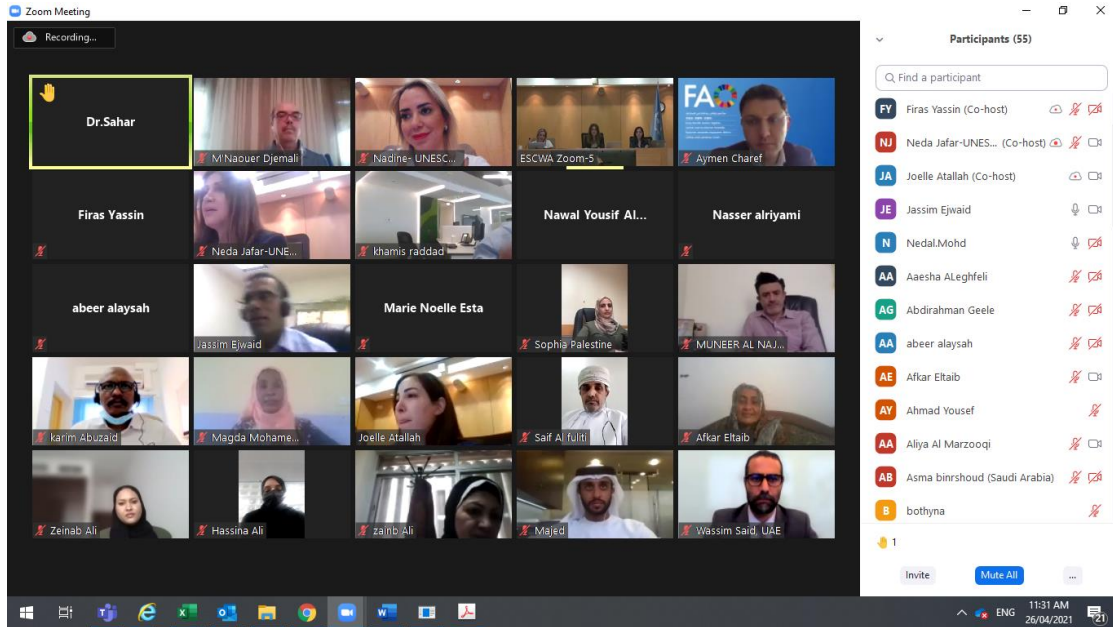 Zoom Meeting
Recording...
Dr.Sahar
M'Naouer Djemali
Nadine- UNESC...
ESCWA Zoom-5
FAO
Aymen Charef
Firas Yassin
Neda Jafar-UNE...
khamis raddad
Nawal Yousif Al...
Nasser alriyami
abeer alaysah
Jassim Ejwaid
Marie Noelle Esta
Sophia Palestine
MUNEER AL NAJ...
karim Abuzaid
Magda Mohame...
Joelle Atallah
Saif Al fuliti
Afkar Eltaib
Zeinab Ali
Hassina Ali
zainb Ali
Majed
Wassim Said, UAE
Participants (55)
Find a participant
FY Firas Yassin (Co-host)
NJ Neda Jafar-UNES... (Co-host)
JA Joelle Atallah (Co-host)
JE Jassim Ejwaid
N Nedal.Mohd
AA Aaesha ALeghfeli
AG Abdirahman Geele
AA abeer alaysah
AE Afkar Eltaib
AY Ahmad Yousef
AA Aliya Al Marzooqi
AB Asma binrshoud (Saudi Arabia)
B bothyna
1
Invite Mute All ...
ENG 11:31 AM
26/04/2021
21